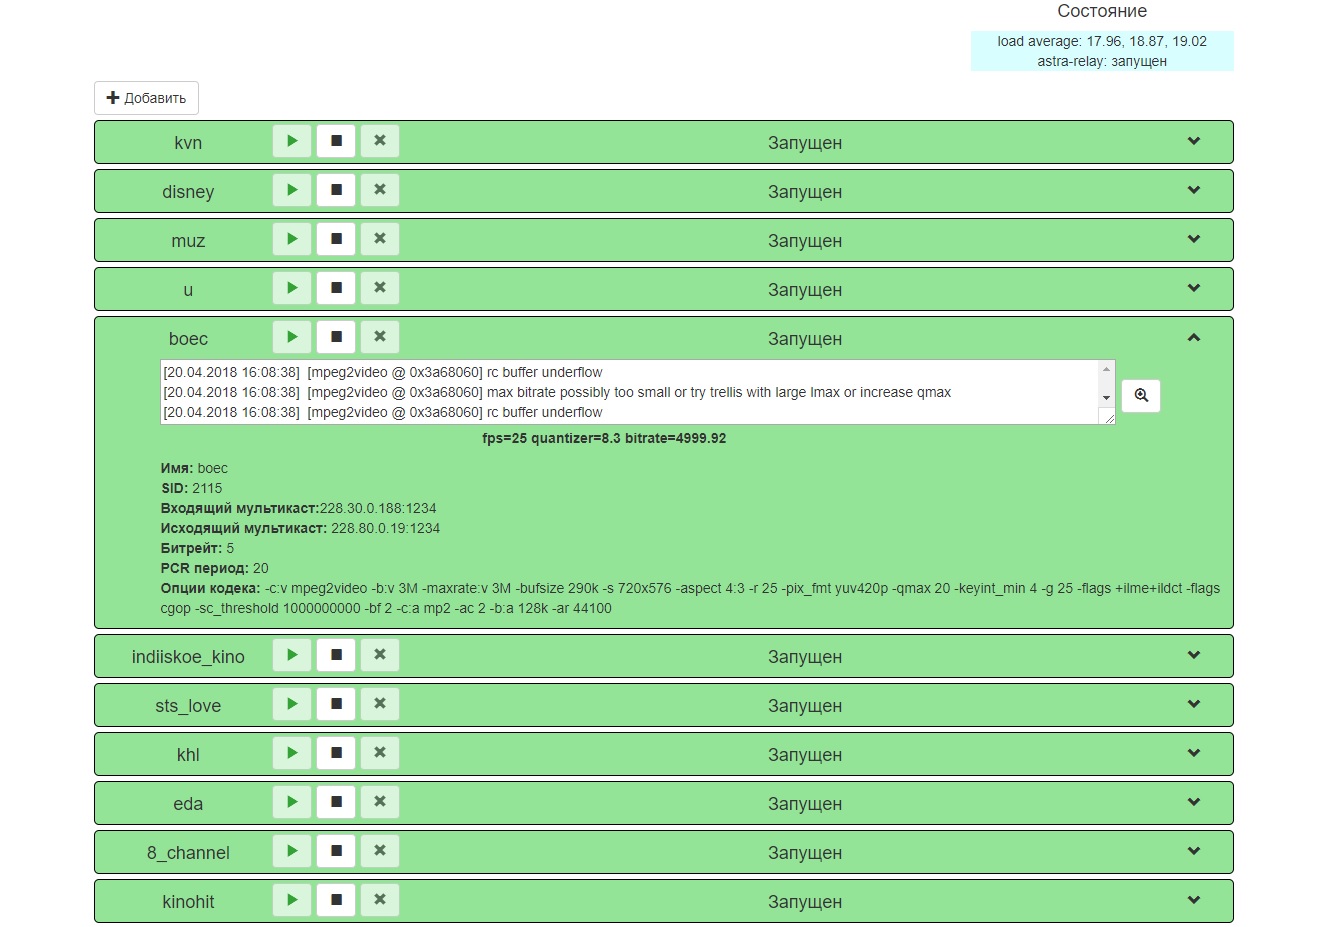 Состояние
load average: 17.96, 18.87, 19.02
astra-relay: запущен
Добавить
kvn Запущен
disney Запущен
muz Запущен
u Запущен
boec Запущен
[20.04.2018 16:08:38] [mpeg2video @ 0x3a68060] rc buffer underflow
[20.04.2018 16:08:38] [mpeg2video @ 0x3a68060] max bitrate possibly too small or try trellis with large lmax or increase qmax
[20.04.2018 16:08:38] [mpeg2video @ 0x3a68060] rc buffer underflow
fps=25 quantizer=8.3 bitrate=4999.92
Имя: boec
SID: 2115
Входящий мультикаст:228.30.0.188:1234
Исходящий мультикаст: 228.80.0.19:1234
Битрейт: 5
PCR период: 20
Опции кодека: -c:v mpeg2video -b:v 3M -maxrate:v 3M -bufsize 290k -s 720x576 -aspect 4:3 -r 25 -pix_fmt yuv420p -qmax 20 -keyint_min 4 -g 25 -flags +ilme+ildct -flags
cgop -sc_threshold 1000000000 -bf 2 -c:a mp2 -ac 2 -b:a 128k -ar 44100
indiiskoe_kino Запущен
sts_love Запущен
khl Запущен
eda Запущен
8_channel Запущен
kinohit Запущен